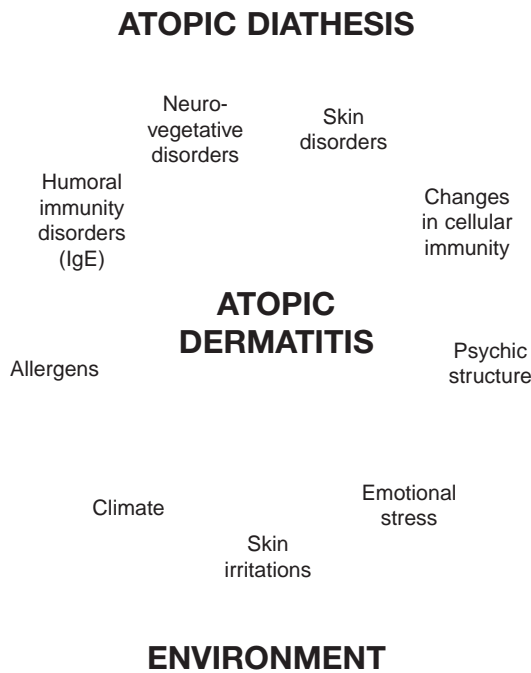 ATOPIC DIATHESIS
Neuro-
vegetative
disorders
Skin
disorders
Humoral
immunity
disorders
(IgE)
Changes
in cellular
immunity
ATOPIC
DERMATITIS
Allergens
Psychic
structure
Climate
Emotional
stress
Skin
irritations
ENVIRONMENT